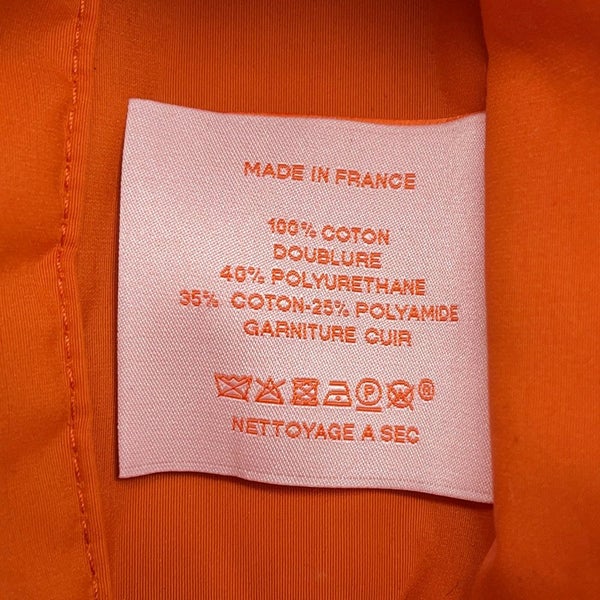 MADE IN FRANCE
100% COTON
DOUBLURE
40% POLYURETHANE
35% COTON-25% POLYAMIDE
GARNITURE CUIR
P ®
NETTOYAGE A SEC